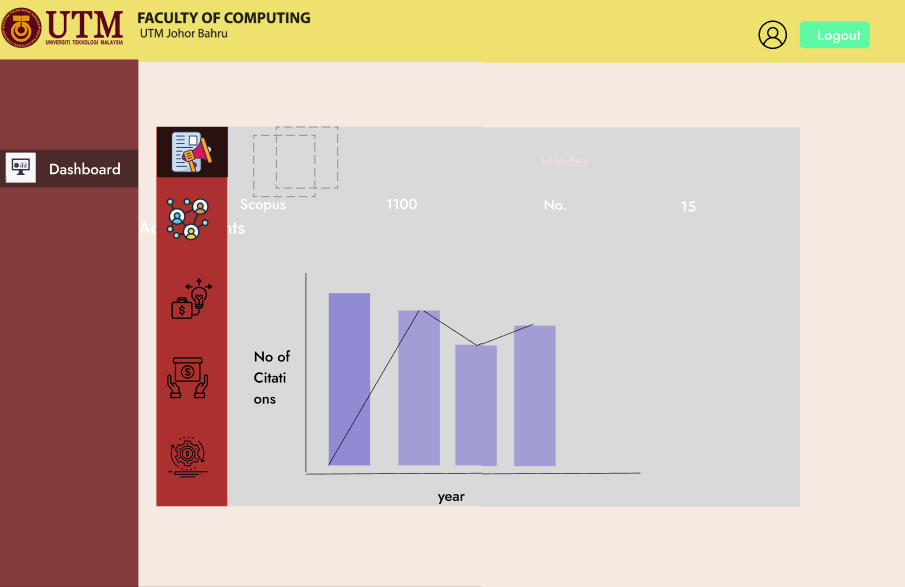 UTM
UNIVERSITI TEKNOLOGI MALAYSIA
FACULTY OF COMPUTING
UTM Johor Bahru
Logout
Dashboard
H-Index
Scopus 1100 No. 15
No of
Citati
ons
year